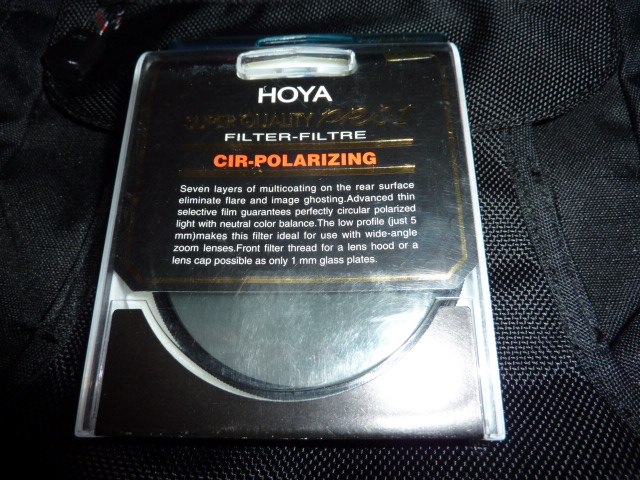 HOYA
SUPER QUALITY PRO1
FILTER-FILTRE
CIR-POLARIZING
Seven layers of multicoating on the rear surface
eliminate flare and image ghosting.Advanced thin
selective film guarantees perfectly circular polarized
light with neutral color balance.The low profile (just 5
mm)makes this filter ideal for use with wide-angle
zoom lenses.Front filter thread for a lens hood or a
lens cap possible as only 1 mm glass plates.